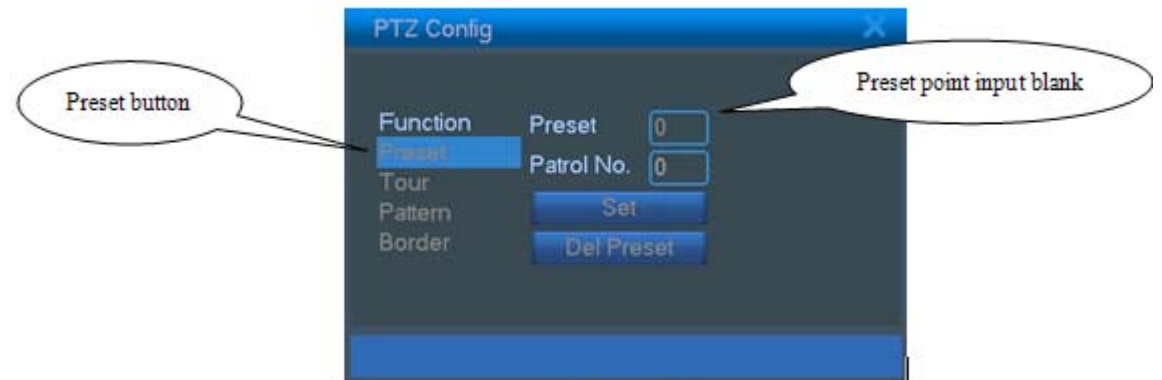 PTZ Config
X
Preset button
Preset point input blank
Function
Preset
Tour
Pattern
Border
Preset 0
Patrol No. 0
Set
Del Preset